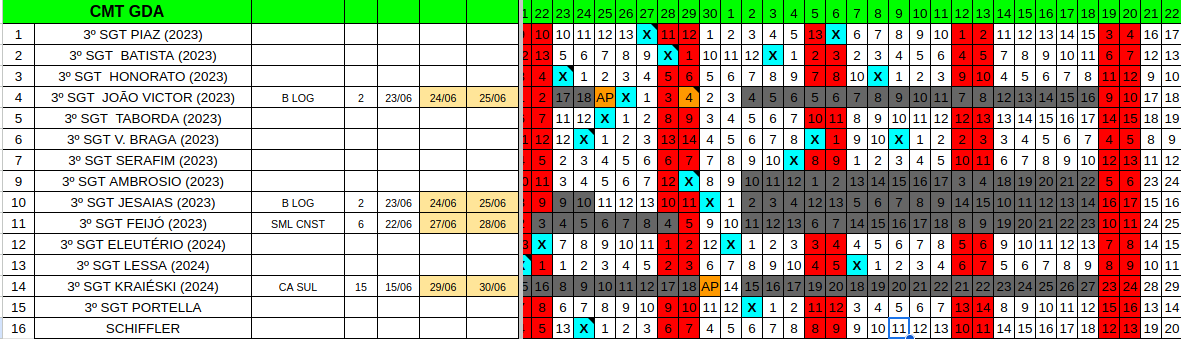 CMT GDA 22 23 24 25 26 27 28 29 30 1 2 3 4 5 6 7 8 9 10 11 12 13 14 15 16 17 18 19 20 21 22
1 3º SGT PIAZ (2023) 10 10 11 12 13 X 11 12 1 2 3 4 5 13 X 6 7 8 9 10 1 2 11 12 13 14 15 3 4 16 17
2 3º SGT BATISTA (2023) 13 5 6 7 8 9 X 1 10 11 12 X 1 2 3 2 3 4 5 6 4 5 7 8 9 10 11 6 7 12 13
3 3º SGT HONORATO (2023) 4 X 1 2 3 4 5 6 5 6 7 8 9 7 8 10 X 1 2 3 9 10 4 5 6 7 8 11 12 9 10
4 3º SGT JOÃO VICTOR (2023) B LOG 2 23/06 24/06 25/06 2 17 18 AP X 1 3 4 2 3 4 5 6 5 6 7 8 9 10 11 7 8 12 13 14 15 16 9 10 17 18
5 3º SGT TABORDA (2023) 7 11 12 X 1 2 8 9 3 4 5 6 7 10 11 8 9 10 11 12 12 13 13 14 15 16 17 14 15 18 19
6 3º SGT V. BRAGA (2023) 12 12 X 1 2 3 13 14 4 5 6 7 8 X 1 9 10 X 1 2 2 3 3 4 5 6 7 4 5 8 9
7 3º SGT SERAFIM (2023) 5 2 3 4 5 6 6 7 7 8 9 10 X 8 9 1 2 3 4 5 10 11 6 7 8 9 10 12 13 11 12
9 3º SGT AMBROSIO (2023) 11 3 4 5 6 7 12 X 8 9 10 11 12 1 2 13 14 15 16 17 3 4 18 19 20 21 22 5 6 23 24
10 3º SGT JESAIAS (2023) B LOG 2 23/06 24/06 25/06 9 9 10 11 12 13 10 11 X 1 2 3 4 12 13 5 6 7 8 9 14 15 10 11 12 13 14 16 17 15 16
11 3º SGT FEIJÓ (2023) SML CNST 6 22/06 27/06 28/06 3 4 5 6 7 8 4 5 9 10 11 12 13 6 7 14 15 16 17 18 8 9 19 20 21 22 23 10 11 24 25
12 3º SGT ELEUTÉRIO (2024) X 7 8 9 10 11 1 2 12 X 1 2 3 3 4 4 5 6 7 8 5 6 9 10 11 12 13 7 8 14 15
13 3º SGT LESSA (2024) 1 1 2 3 4 5 2 3 6 7 8 9 10 4 5 X 1 2 3 4 6 7 5 6 7 8 9 8 9 10 11
14 3º SGT KRAIÉSKI (2024) CA SUL 15 15/06 29/06 30/06 16 8 9 10 11 12 17 18 AP 14 15 16 17 19 20 18 19 20 21 22 21 22 23 24 25 26 27 23 24 28 29
15 3º SGT PORTELLA 8 6 7 8 9 10 9 10 11 12 X 1 2 11 12 3 4 5 6 7 13 14 8 9 10 11 12 15 16 13 14
16 SCHIFFLER 5 13 X 1 2 3 6 7 4 5 6 7 8 8 9 9 10 11 12 13 10 11 14 15 16 17 18 12 13 19 20